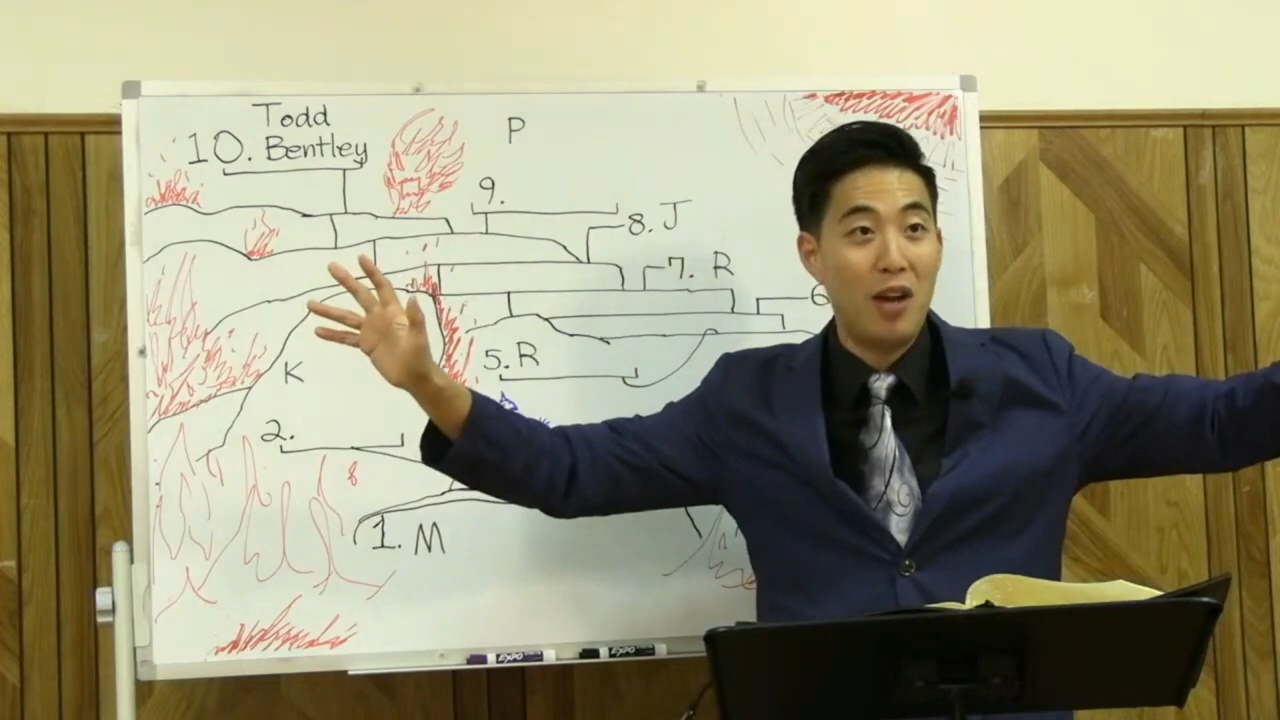 Todd
10. Bentley
P
9.
8. J
7. R
6
5. R
K
2.
1. M
EXPO
EXPO